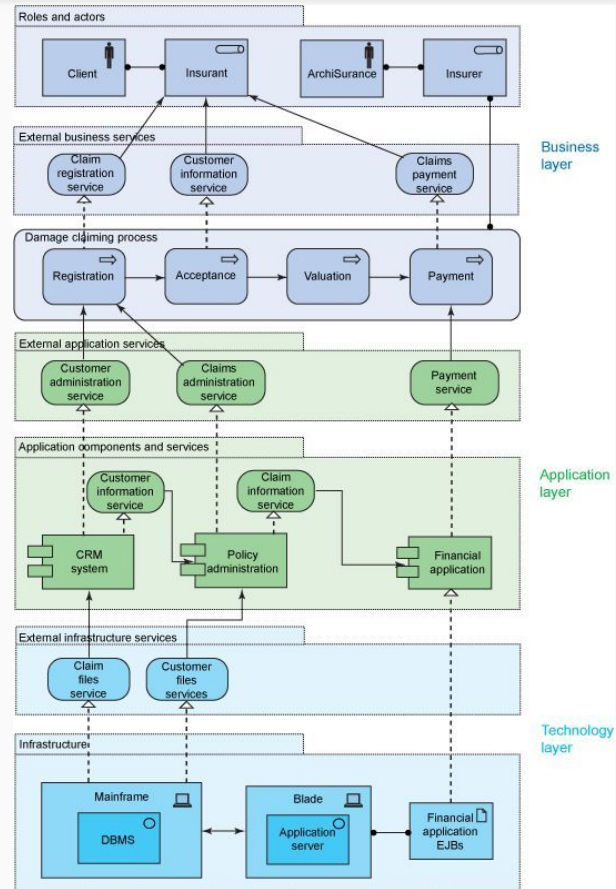 Roles and actors
Client
Insurant
ArchiSurance
Insurer
External business services
Claim
registration
service
Customer
information
service
Claims
payment
service
Business
layer
Damage claiming process
Registration
Acceptance
Valuation
Payment
External application services
Customer
administration
service
Claims
administration
service
Payment
service
Application components and services
Customer
information
service
Claim
information
service
Application
layer
CRM
system
Policy
administration
Financial
application
External infrastructure services
Claim
files
service
Customer
files
services
Technology
layer
Infrastructure
Mainframe
DBMS
Blade
Application
server
Financial
application
EJBs